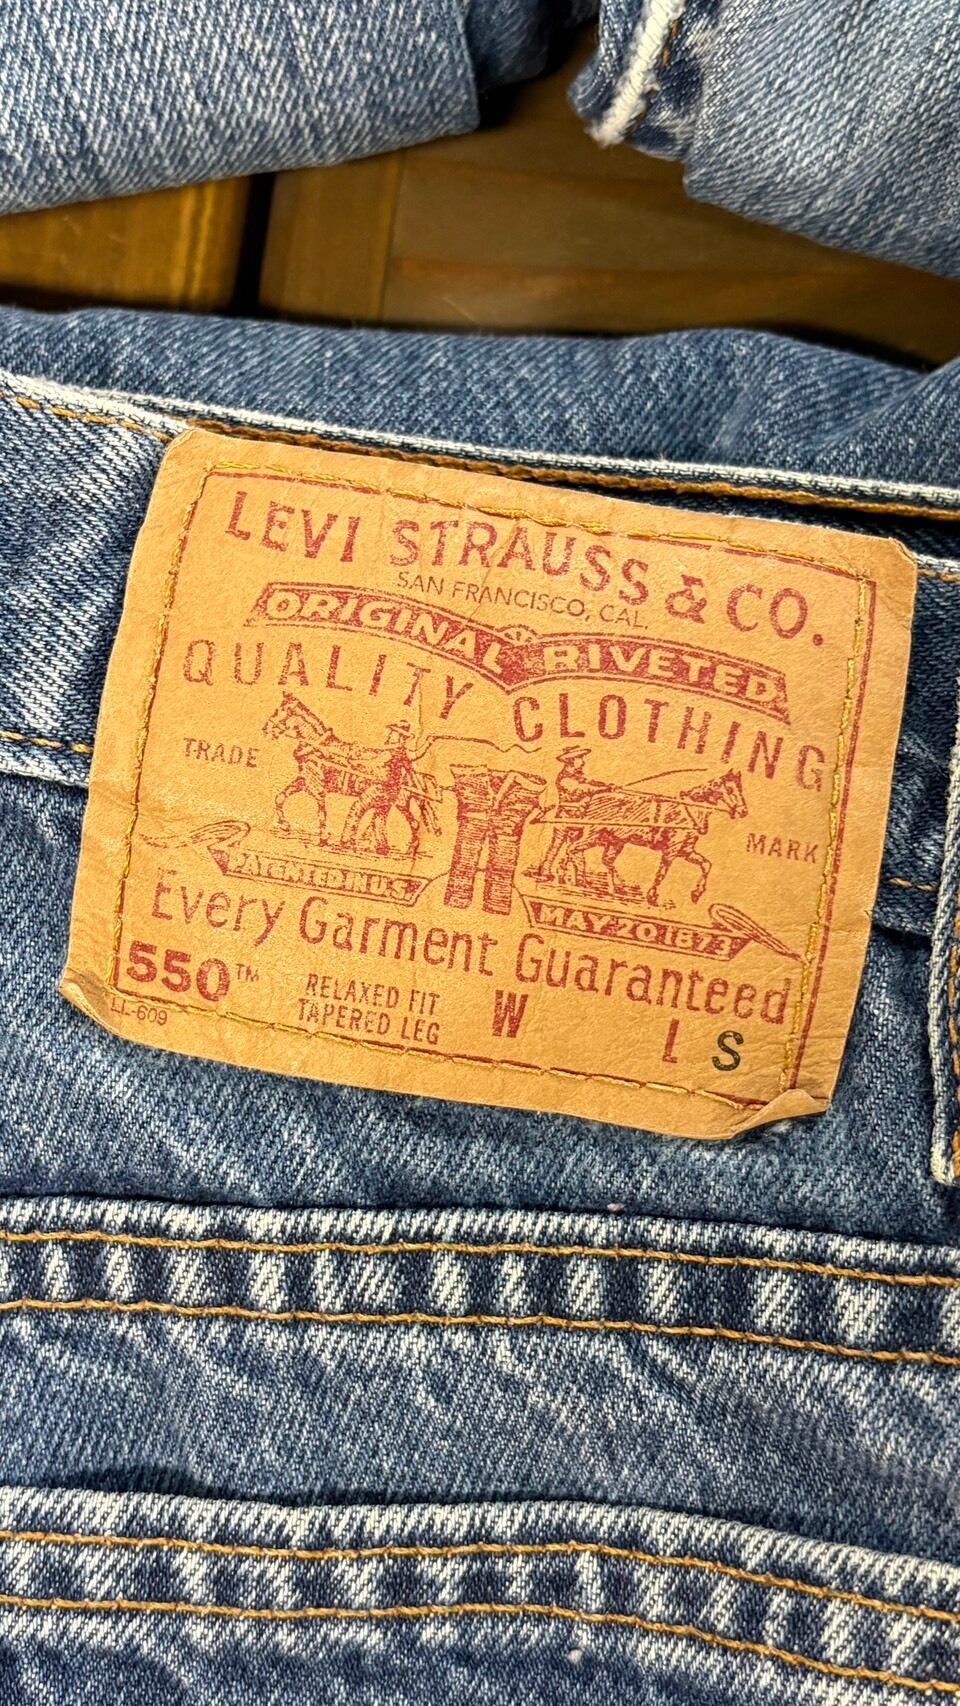 LEVI STRAUSS & CO.
SAN FRANCISCO, CAL.
ORIGINAL RIVETED
QUALITY CLOTHING
TRADE MARK
PATENTED IN U.S. MAY 20 1873
Every Garment Guaranteed
550™ RELAXED FIT W L S
LL-609 TAPERED LEG